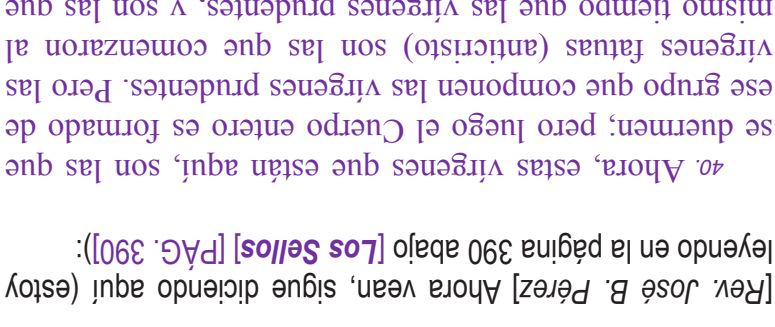 [Rev. José B. Pérez] Ahora vean, sigue diciendo aquí (estoy
leyendo en la página 390 abajo [Los Sellos] [PÁG. 390]):
40. Ahora, estas vírgenes que están aquí, son las que
se duermen; pero luego el Cuerpo entero es formado de
ese grupo que componen las vírgenes prudentes. Pero las
vírgenes fatuas (anticristo) son las que comenzaron al
mismo tiempo que las vírgenes prudentes, y son las que